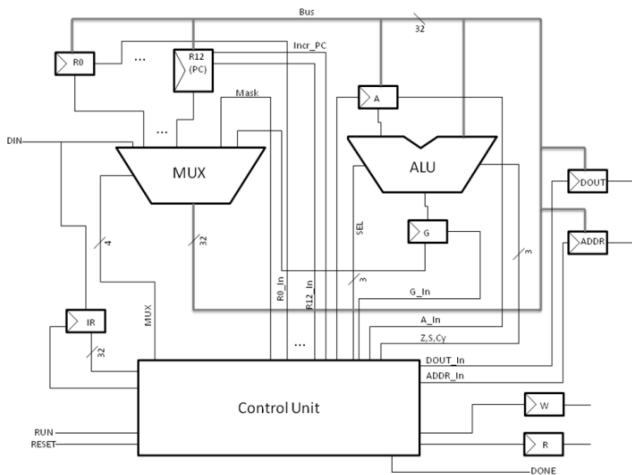 Bus
32
R0
...
R12
(PC)
Incr_PC
A
Mask
...
DIN
MUX
ALU
DOUT
SEL
G
ADDR
4
32
3
3
R0_In
R12_In
G_In
MUX
IR
A_In
32
...
Z,S,Cy
DOUT_In
ADDR_In
Control Unit
W
RUN
RESET
R
DONE